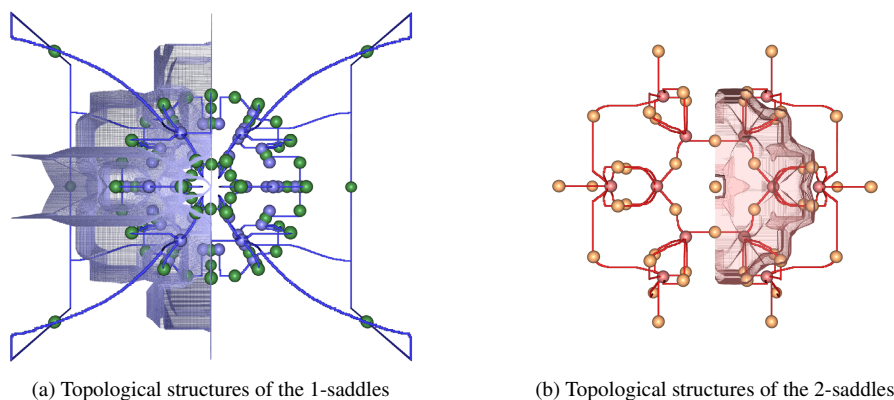 (a) Topological structures of the 1-saddles
(b) Topological structures of the 2-saddles